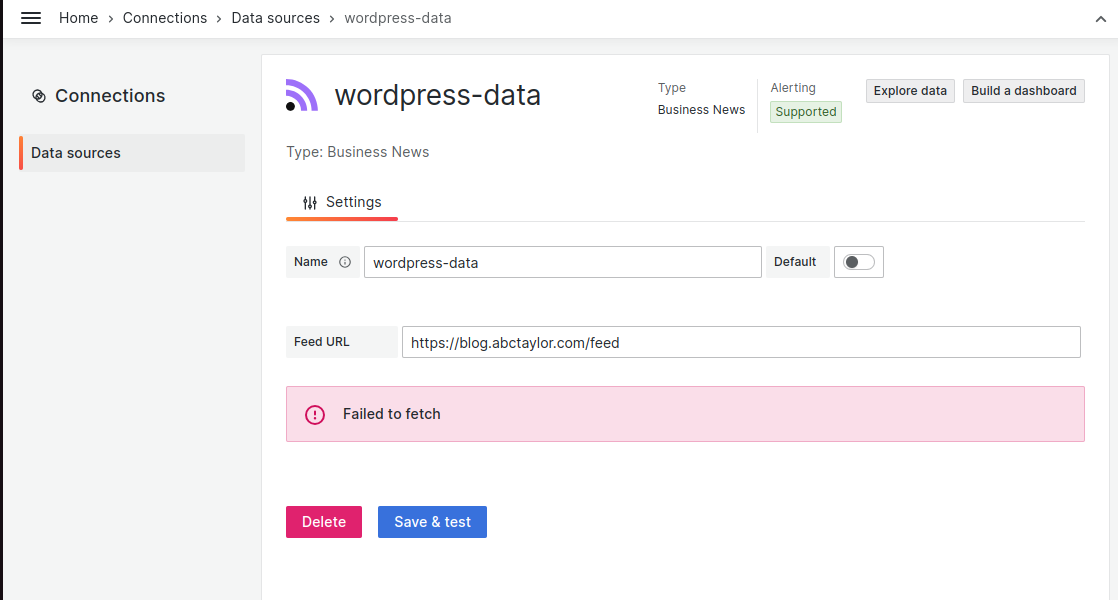 Home › Connections › Data sources › wordpress-data
Connections
Data sources
wordpress-data
Type
Business News
Alerting
Supported
Explore data
Build a dashboard
Type: Business News
Settings
Name
wordpress-data
Default
Feed URL
https://blog.abctaylor.com/feed
Failed to fetch
Delete
Save & test